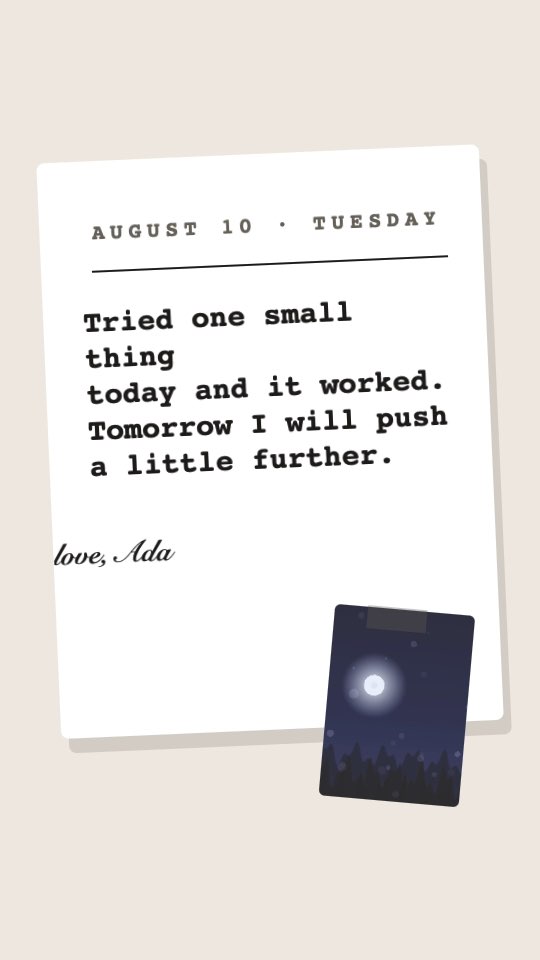 AUGUST 10 · TUESDAY
Tried one small
thing
today and it worked.
Tomorrow I will push
a little further.
love, Ada